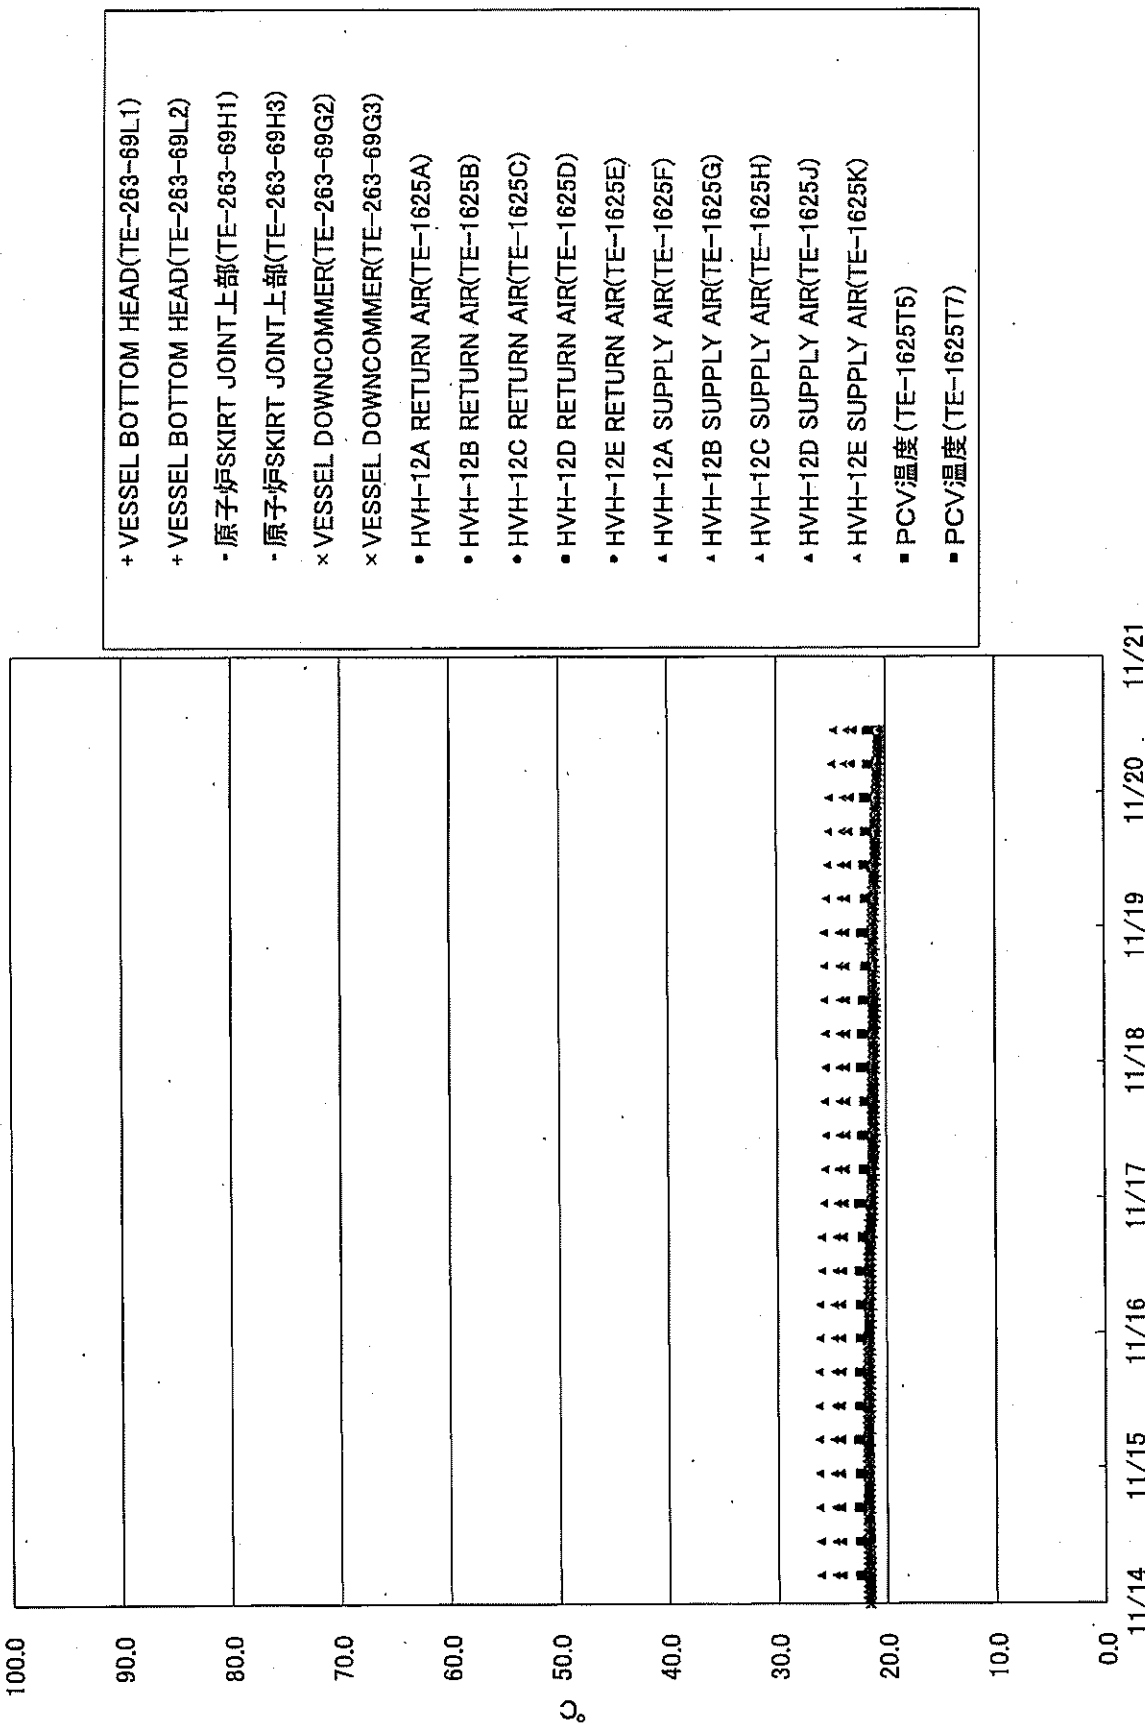 100.0
90.0
80.0
70.0
60.0
50.0
40.0
30.0
20.0
10.0
0.0
℃
11/14
11/15
11/16
11/17
11/18
11/19
11/20
11/21
+ VESSEL BOTTOM HEAD(TE-263-69L1)
+ VESSEL BOTTOM HEAD(TE-263-69L2)
- 原子炉SKIRT JOINT上部(TE-263-69H1)
- 原子炉SKIRT JOINT上部(TE-263-69H3)
× VESSEL DOWNCOMMER(TE-263-69G2)
× VESSEL DOWNCOMMER(TE-263-69G3)
● HVH-12A RETURN AIR(TE-1625A)
● HVH-12B RETURN AIR(TE-1625B)
● HVH-12C RETURN AIR(TE-1625C)
● HVH-12D RETURN AIR(TE-1625D)
● HVH-12E RETURN AIR(TE-1625E)
▲ HVH-12A SUPPLY AIR(TE-1625F)
▲ HVH-12B SUPPLY AIR(TE-1625G)
▲ HVH-12C SUPPLY AIR(TE-1625H)
▲ HVH-12D SUPPLY AIR(TE-1625J)
▲ HVH-12E SUPPLY AIR(TE-1625K)
■ PCV温度(TE-1625T5)
■ PCV温度(TE-1625T7)